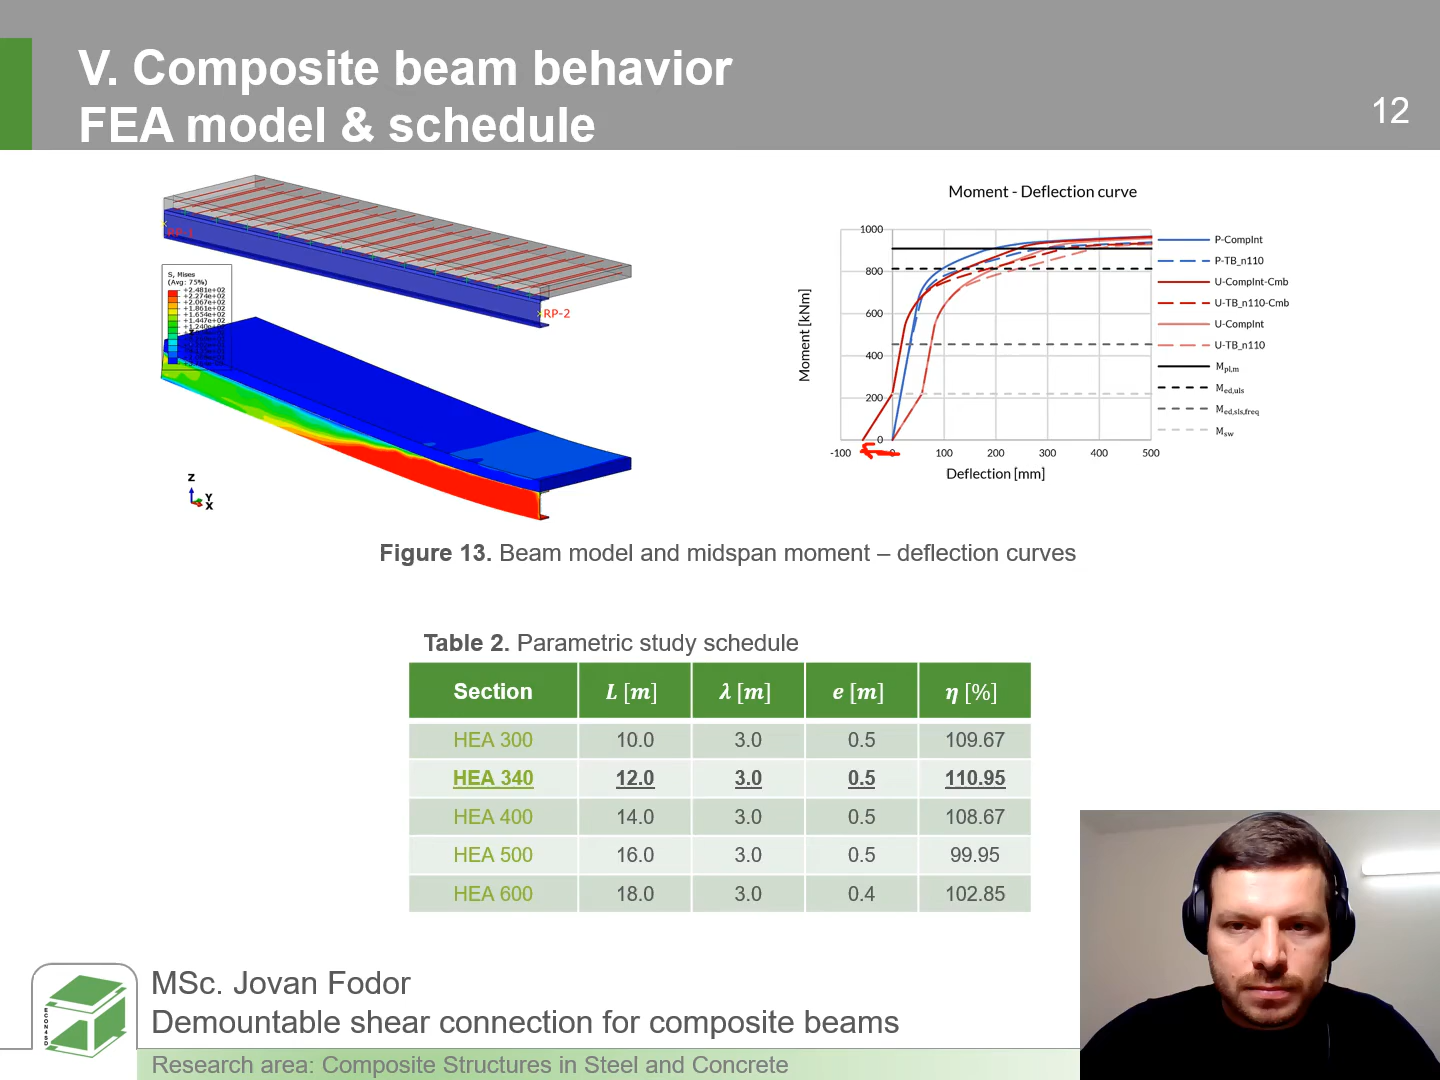 V. Composite beam behavior
FEA model & schedule
12
RP-1
RP-2
S, Mises
(Avg: 75%)
+2.481e+02
+2.274e+02
+2.067e+02
+1.861e+02
+1.654e+02
+1.447e+02
+1.240e+02
Z
Y
X
Moment - Deflection curve
Moment [kNm]
1000
800
600
400
200
0
-100 0 100 200 300 400 500
Deflection [mm]
P-CompInt
P-TB_n110
U-CompInt-Cmb
U-TB_n110-Cmb
U-CompInt
U-TB_n110
Mpl,m
Med,uls
Med,sls,freq
Msw
Figure 13. Beam model and midspan moment – deflection curves
Table 2. Parametric study schedule
Section L [m] λ [m] e [m] η [%]
HEA 300 10.0 3.0 0.5 109.67
HEA 340 12.0 3.0 0.5 110.95
HEA 400 14.0 3.0 0.5 108.67
HEA 500 16.0 3.0 0.5 99.95
HEA 600 18.0 3.0 0.4 102.85
ECON4SD
MSc. Jovan Fodor
Demountable shear connection for composite beams
Research area: Composite Structures in Steel and Concrete